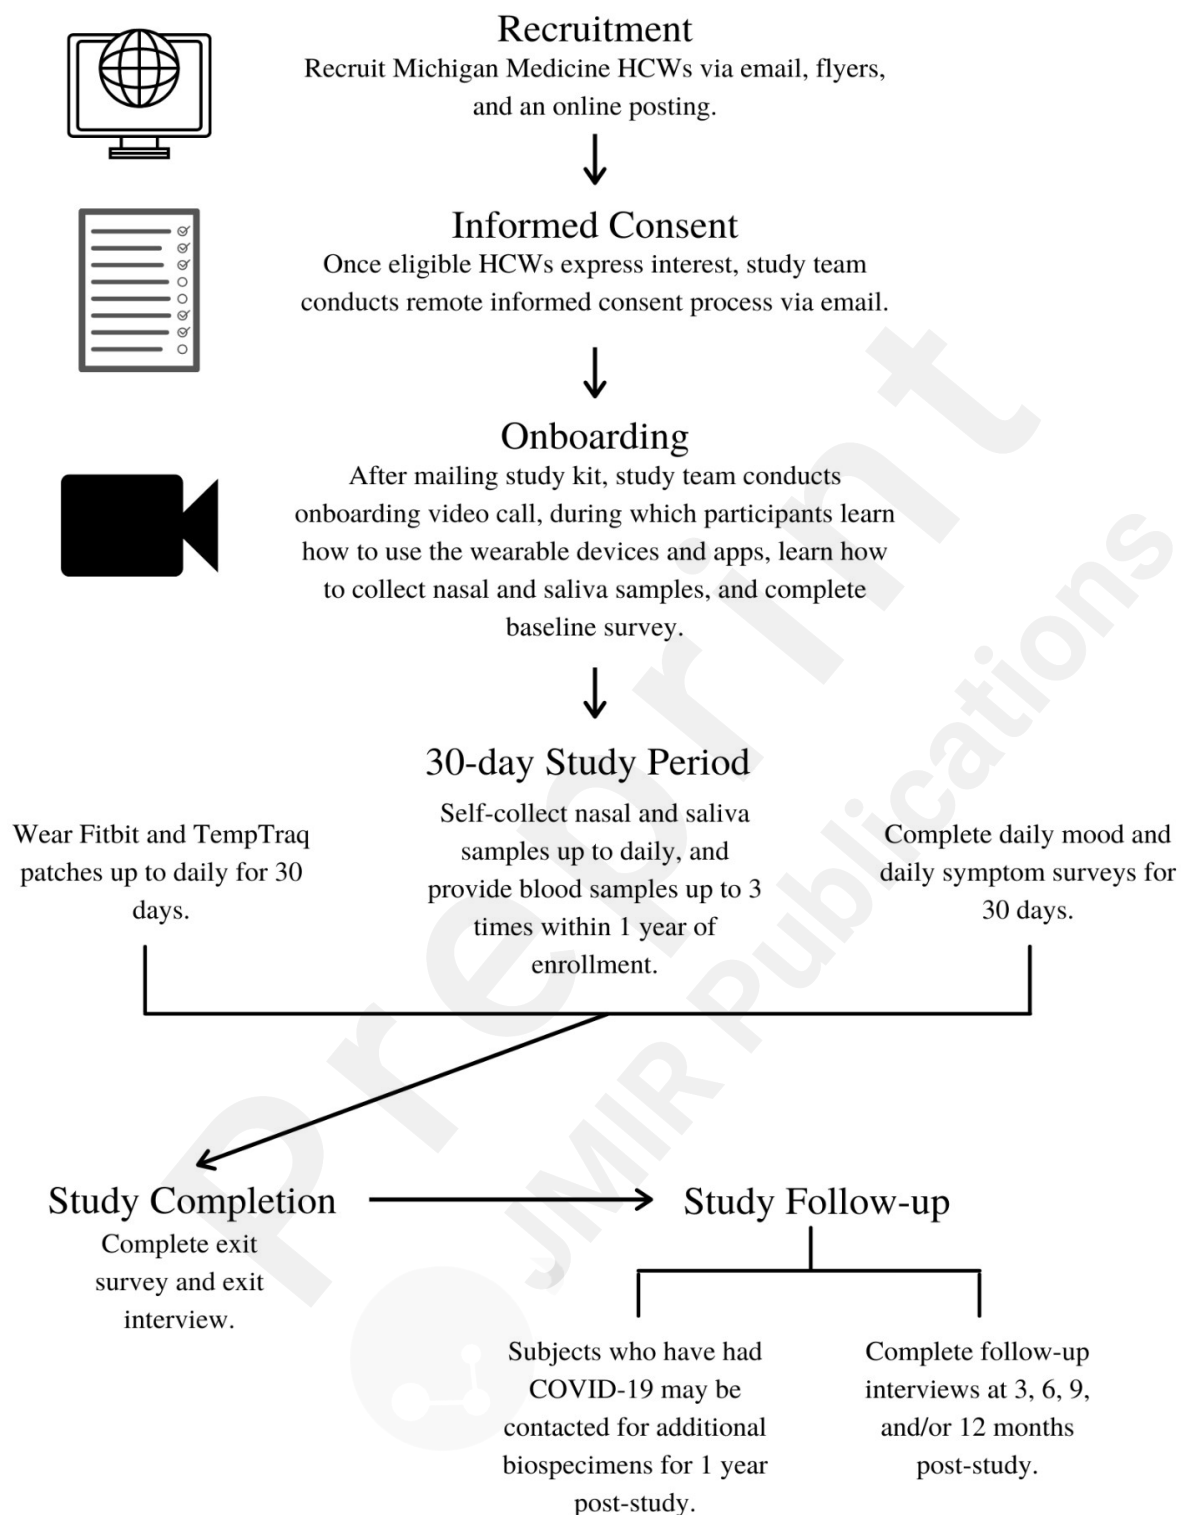 Recruitment
Recruit Michigan Medicine HCWs via email, flyers,
and an online posting.
Informed Consent
Once eligible HCWs express interest, study team
conducts remote informed consent process via email.
Onboarding
After mailing study kit, study team conducts
onboarding video call, during which participants learn
how to use the wearable devices and apps, learn how
to collect nasal and saliva samples, and complete
baseline survey.
30-day Study Period
Wear Fitbit and TempTraq
patches up to daily for 30
days.
Self-collect nasal and saliva
samples up to daily, and
provide blood samples up to 3
times within 1 year of
enrollment.
Complete daily mood and
daily symptom surveys for
30 days.
Study Completion
Complete exit
survey and exit
interview.
Study Follow-up
Subjects who have had
COVID-19 may be
contacted for additional
biospecimens for 1 year
post-study.
Complete follow-up
interviews at 3, 6, 9,
and/or 12 months
post-study.
Preprint
JMIR Publications